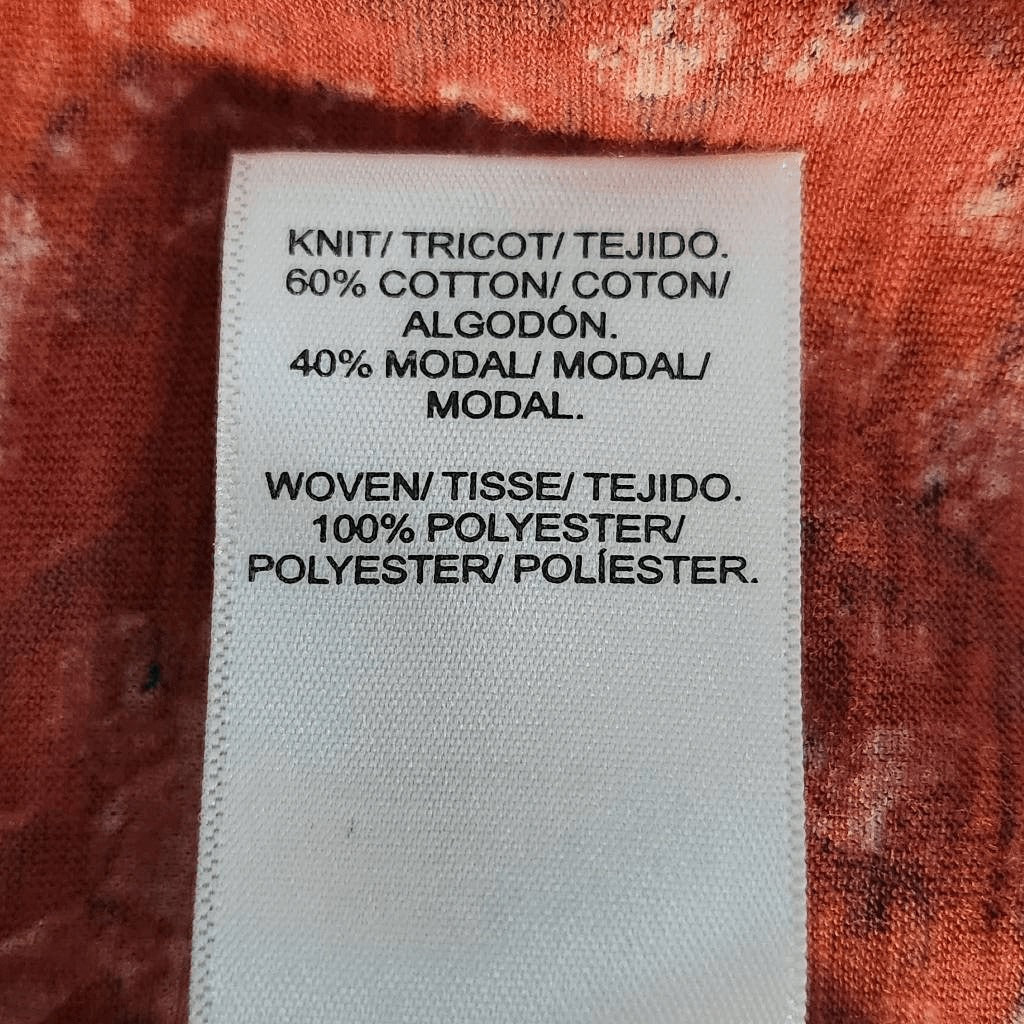 KNIT/ TRICOT/ TEJIDO.
60% COTTON/ COTON/
ALGODÓN.
40% MODAL/ MODAL/
MODAL.
WOVEN/ TISSE/ TEJIDO.
100% POLYESTER/
POLYESTER/ POLÍESTER.